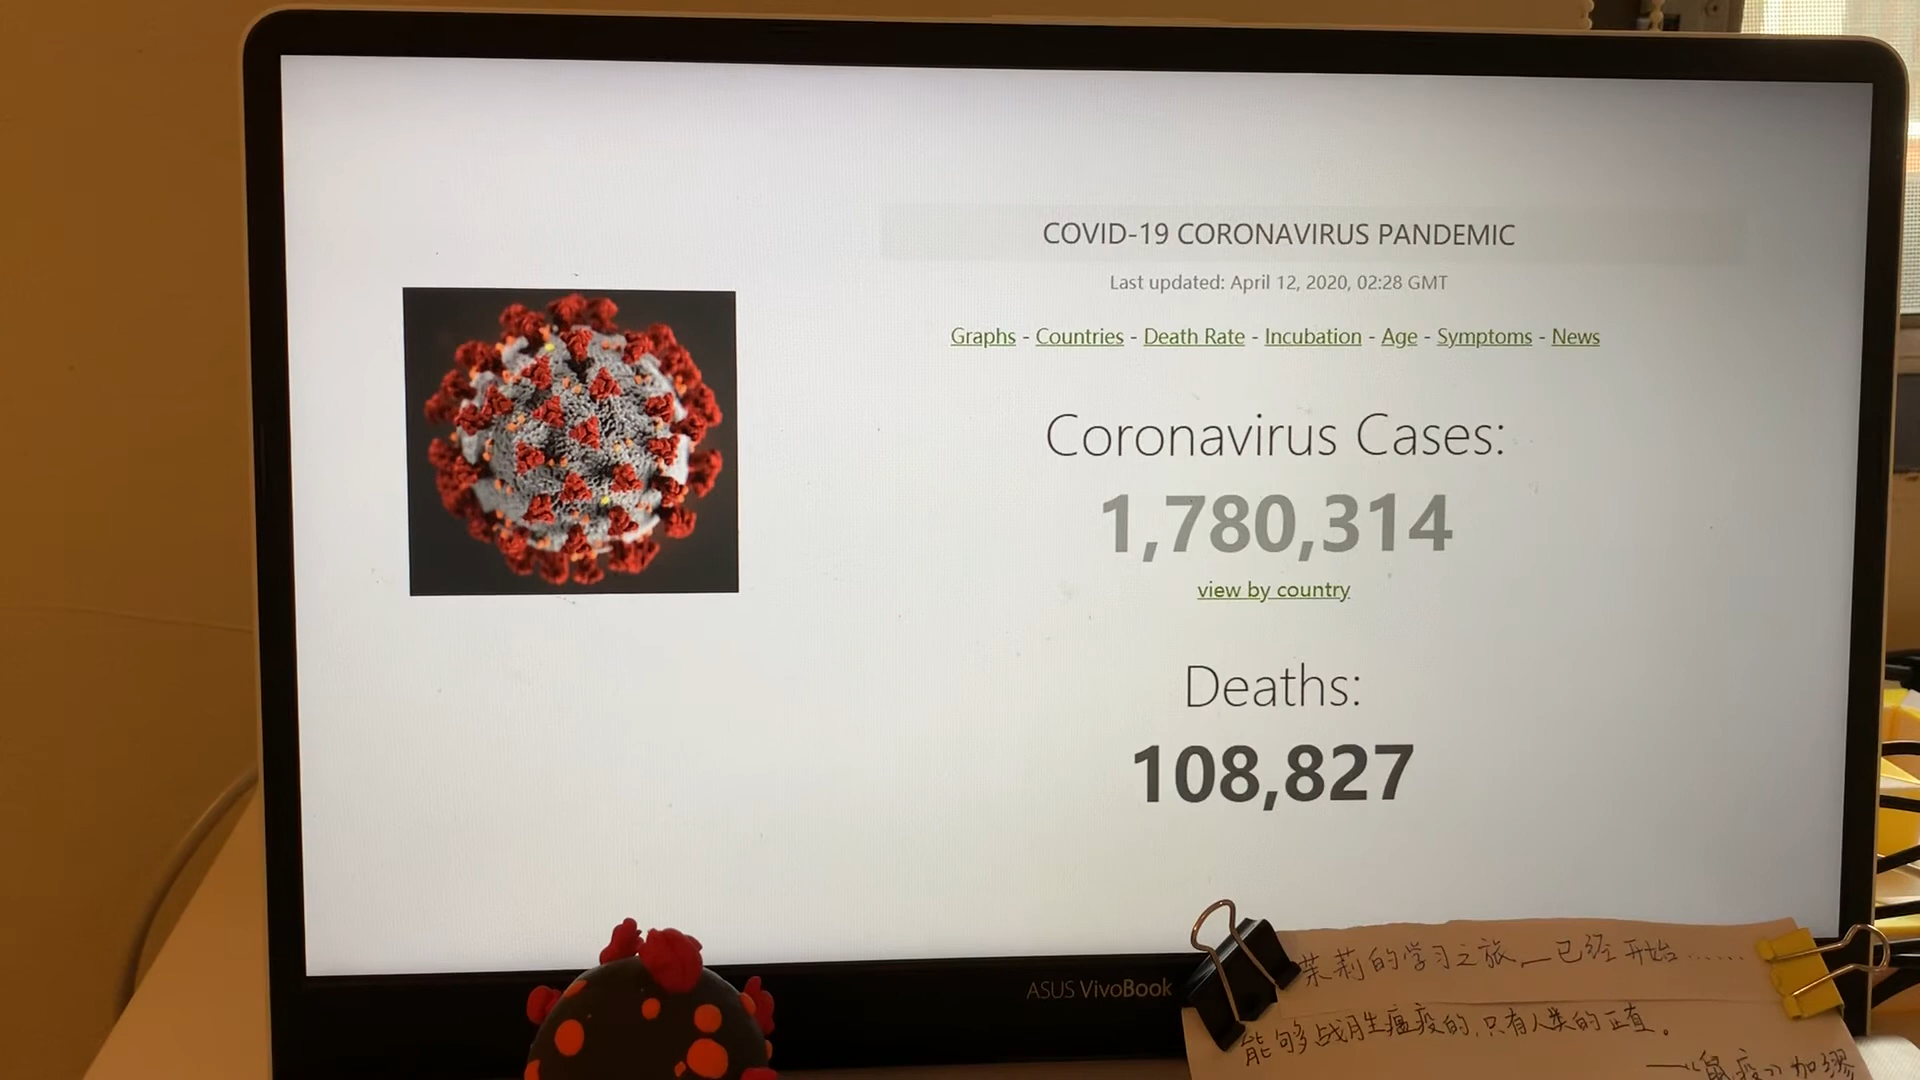 COVID-19 CORONAVIRUS PANDEMIC
Last updated: April 12, 2020, 02:28 GMT
Graphs - Countries - Death Rate - Incubation - Age - Symptoms - News
Coronavirus Cases:
1,780,314
view by country
Deaths:
108,827
ASUS VivoBook
茉莉的学习之旅—已经开始……
能够战胜瘟疫的,只有人类的正直。
——《鼠疫》加缪